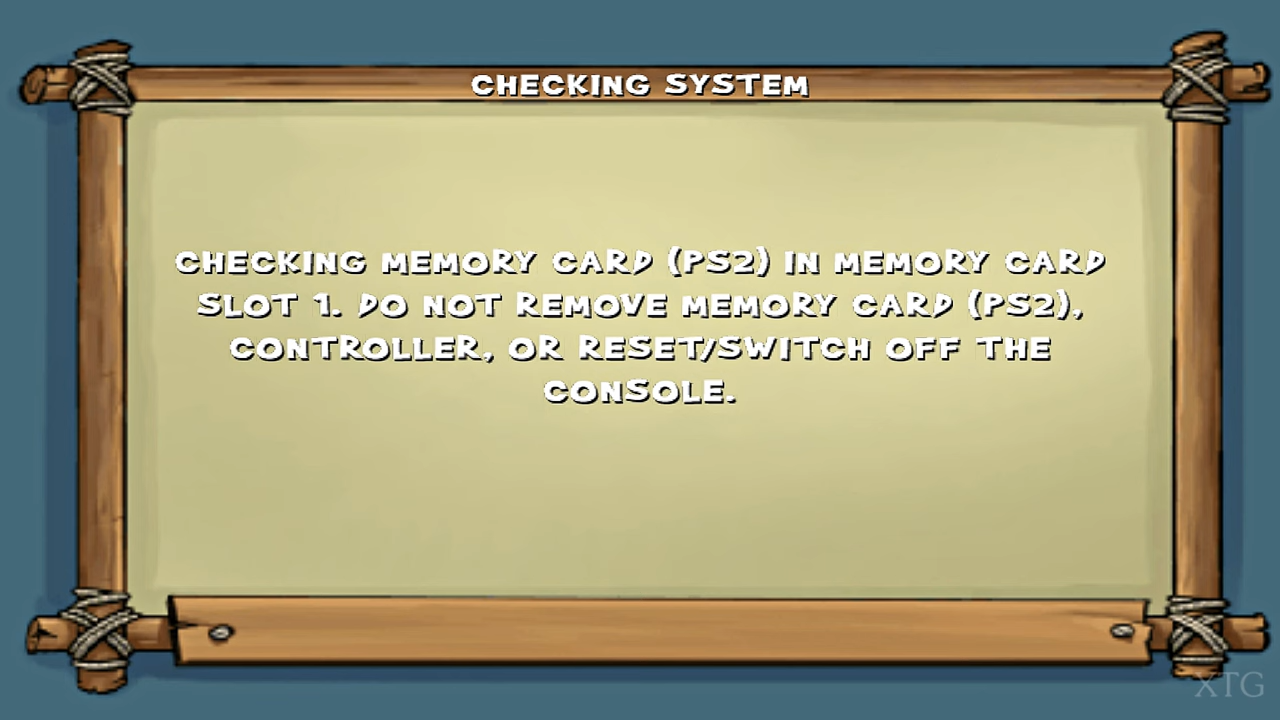 CHECKING SYSTEM
CHECKING MEMORY CARD (PS2) IN MEMORY CARD
SLOT 1. DO NOT REMOVE MEMORY CARD (PS2),
CONTROLLER, OR RESET/SWITCH OFF THE
CONSOLE.
XTG